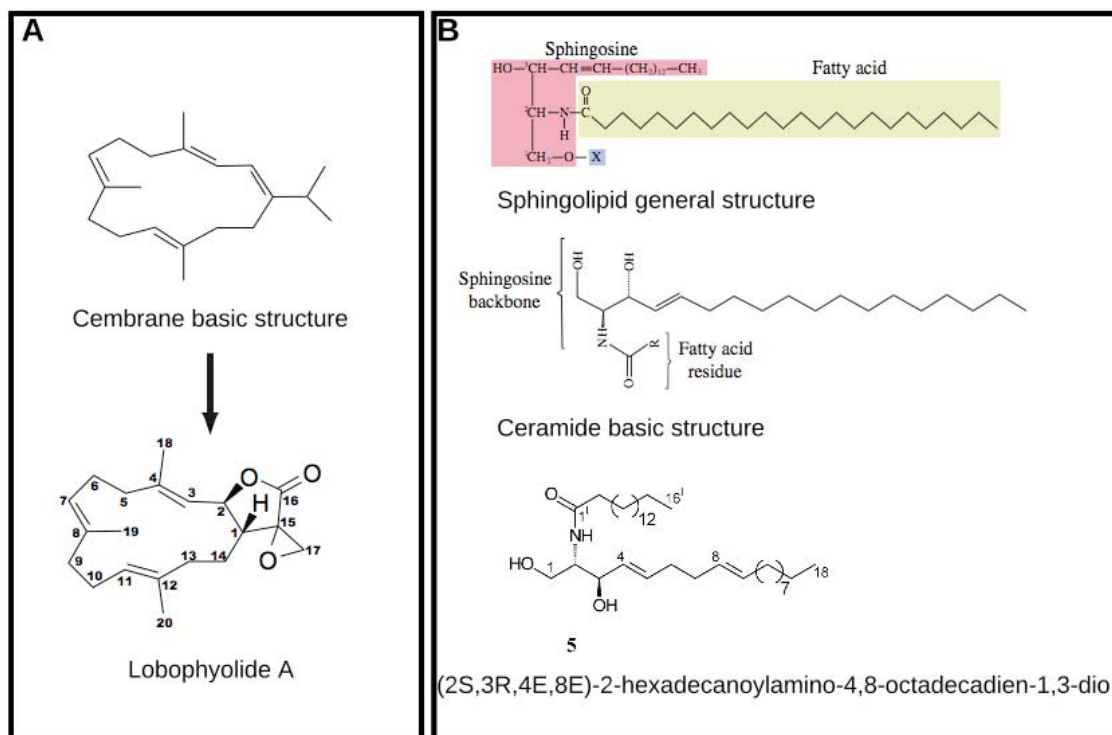 A
Cembrane basic structure
18
4
3
6
5
7
8
19
9
10
11
12
20
13
14
2
1
O
H
O
16
15
O
17
Lobophyolide A
B
Sphingosine
HO—¹CH—CH=CH—(CH₂)₁₂—CH₃
Fatty acid
O
²CH—N—C
H
³CH₂—O—X
Sphingolipid general structure
OH
OH
Sphingosine
backbone
NH
R
O
Fatty acid
residue
Ceramide basic structure
O
1ᴵ
16ᴵ
12
HN
4
8
HO
1
OH
7
18
5
(2S,3R,4E,8E)-2-hexadecanoylamino-4,8-octadecadien-1,3-dio